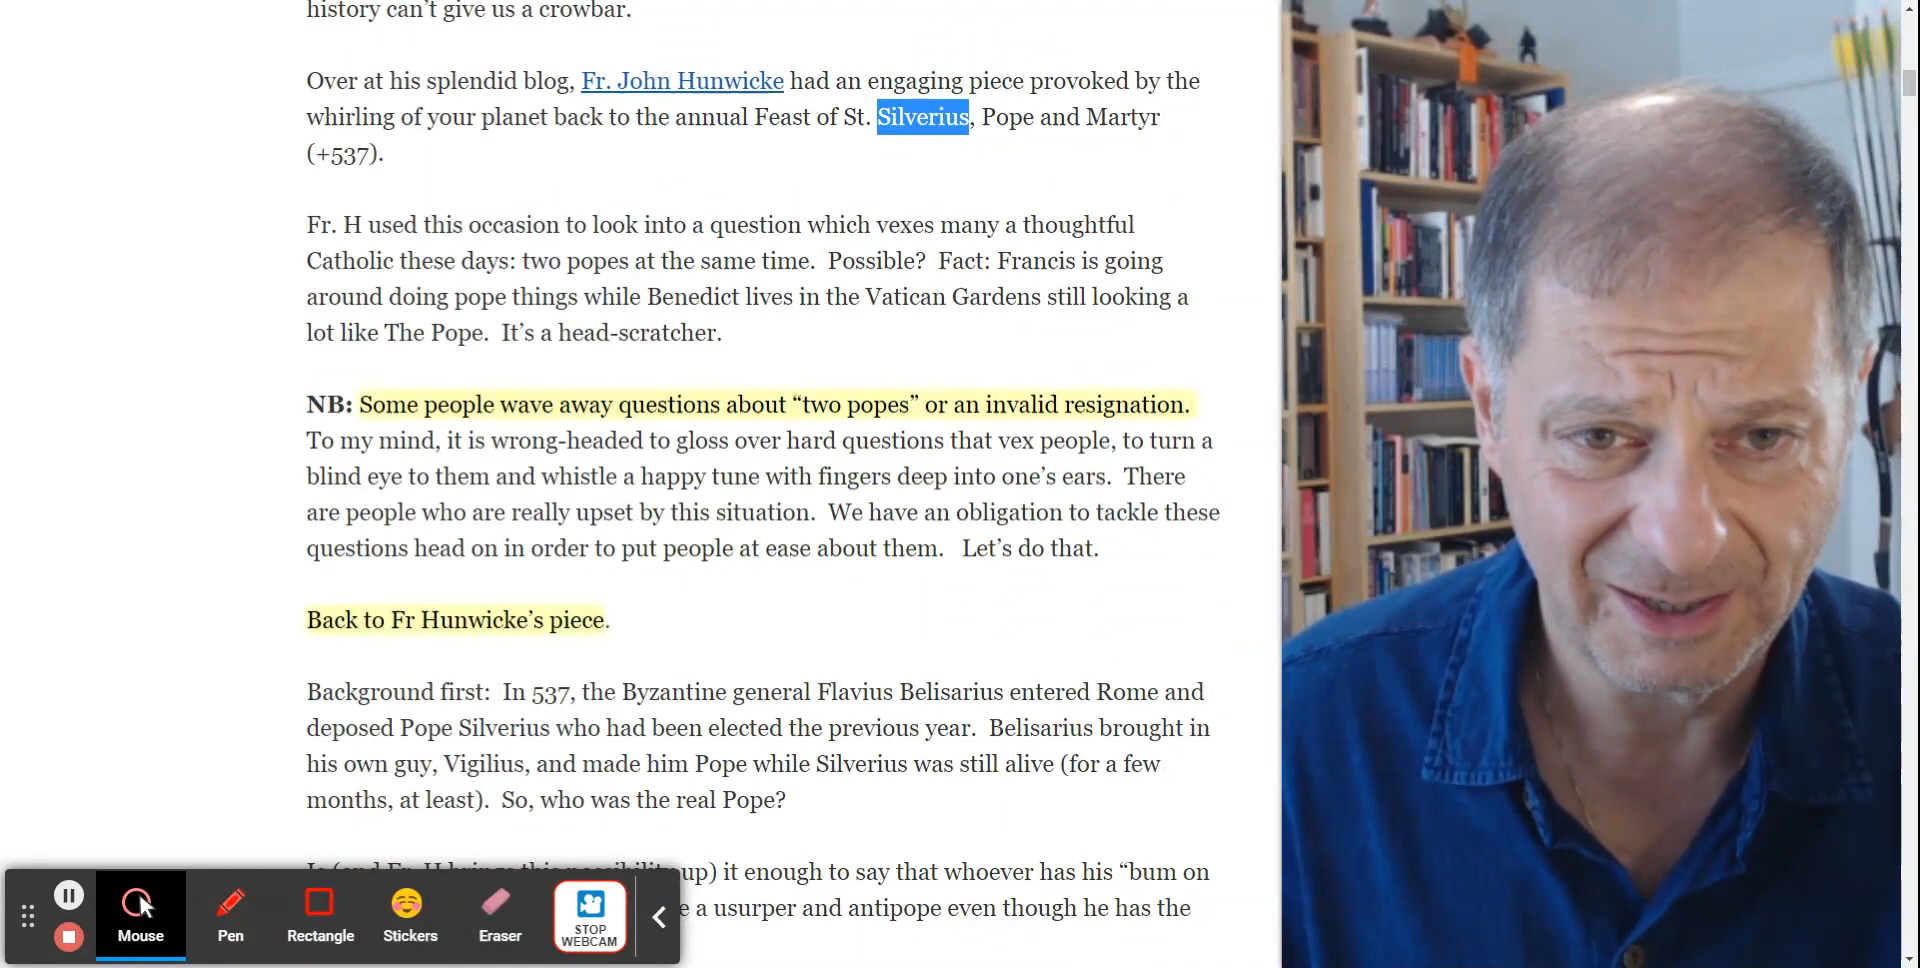 history can't give us a crowbar.
Over at his splendid blog, Fr. John Hunwicke had an engaging piece provoked by the
whirling of your planet back to the annual Feast of St. Silverius, Pope and Martyr
(+537).
Fr. H used this occasion to look into a question which vexes many a thoughtful
Catholic these days: two popes at the same time.  Possible?  Fact: Francis is going
around doing pope things while Benedict lives in the Vatican Gardens still looking a
lot like The Pope.  It's a head-scratcher.
NB: Some people wave away questions about “two popes” or an invalid resignation.
To my mind, it is wrong-headed to gloss over hard questions that vex people, to turn a
blind eye to them and whistle a happy tune with fingers deep into one's ears.  There
are people who are really upset by this situation.  We have an obligation to tackle these
questions head on in order to put people at ease about them.   Let's do that.
Back to Fr Hunwicke's piece.
Background first:  In 537, the Byzantine general Flavius Belisarius entered Rome and
deposed Pope Silverius who had been elected the previous year.  Belisarius brought in
his own guy, Vigilius, and made him Pope while Silverius was still alive (for a few
months, at least).  So, who was the real Pope?
up) it enough to say that whoever has his “bum on
a usurper and antipope even though he has the
Mouse
Pen
Rectangle
Stickers
Eraser
STOP
WEBCAM